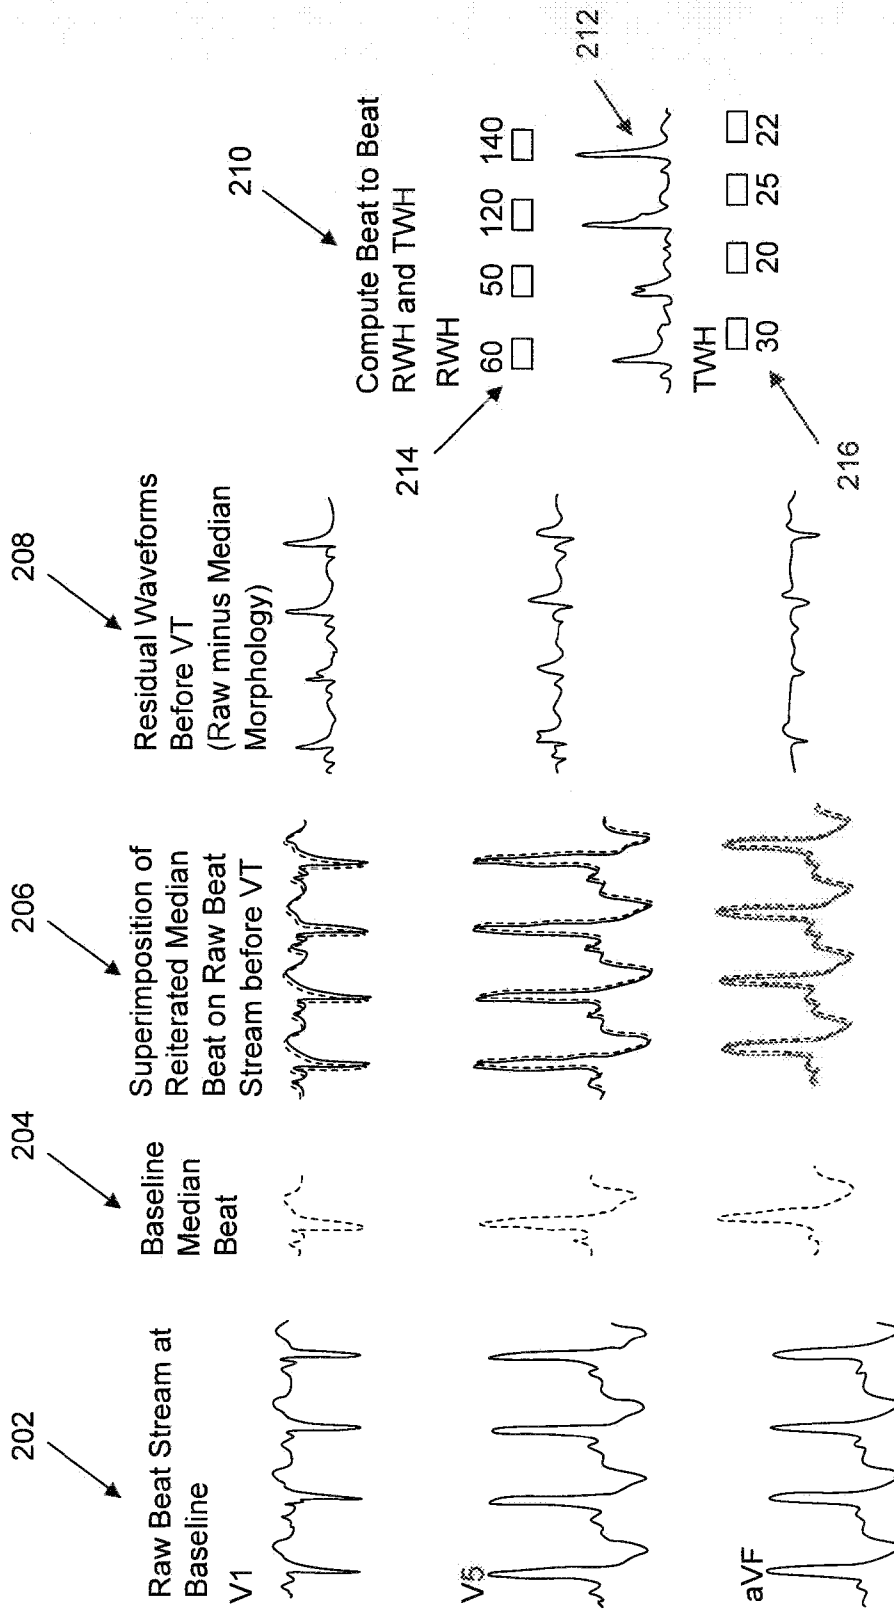 202
Raw Beat Stream at
Baseline
V1
V5
aVF
204
Baseline
Median
Beat
206
Superimposition of
Reiterated Median
Beat on Raw Beat
Stream before VT
208
Residual Waveforms
Before VT
(Raw minus Median
Morphology)
210
Compute Beat to Beat
RWH and TWH
RWH
60 50 120 140
214
212
TWH
30 20 25 22
216